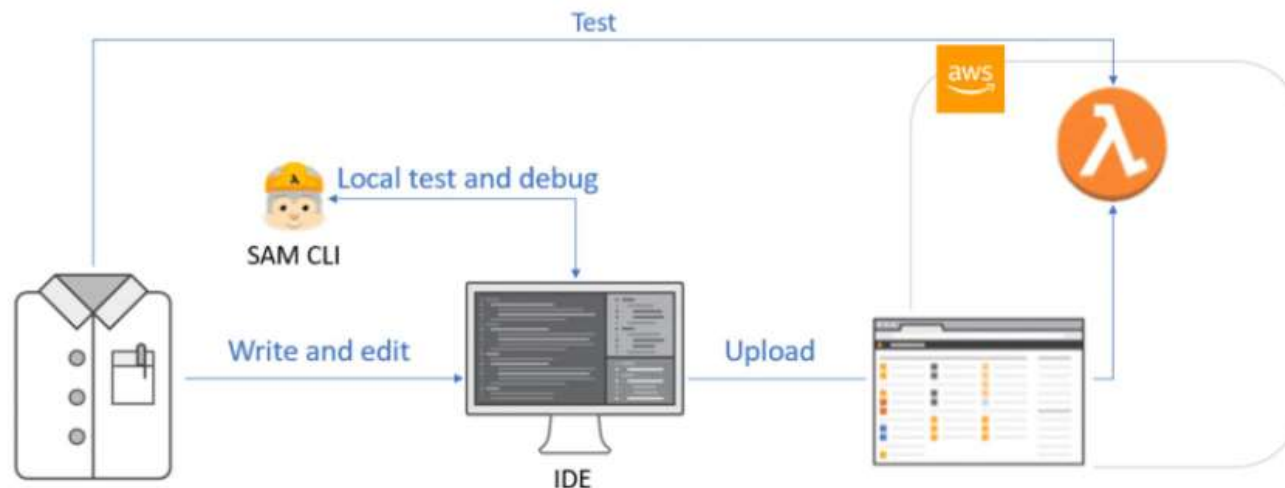 Test
aws
λ
Local test and debug
SAM CLI
Write and edit
Upload
IDE